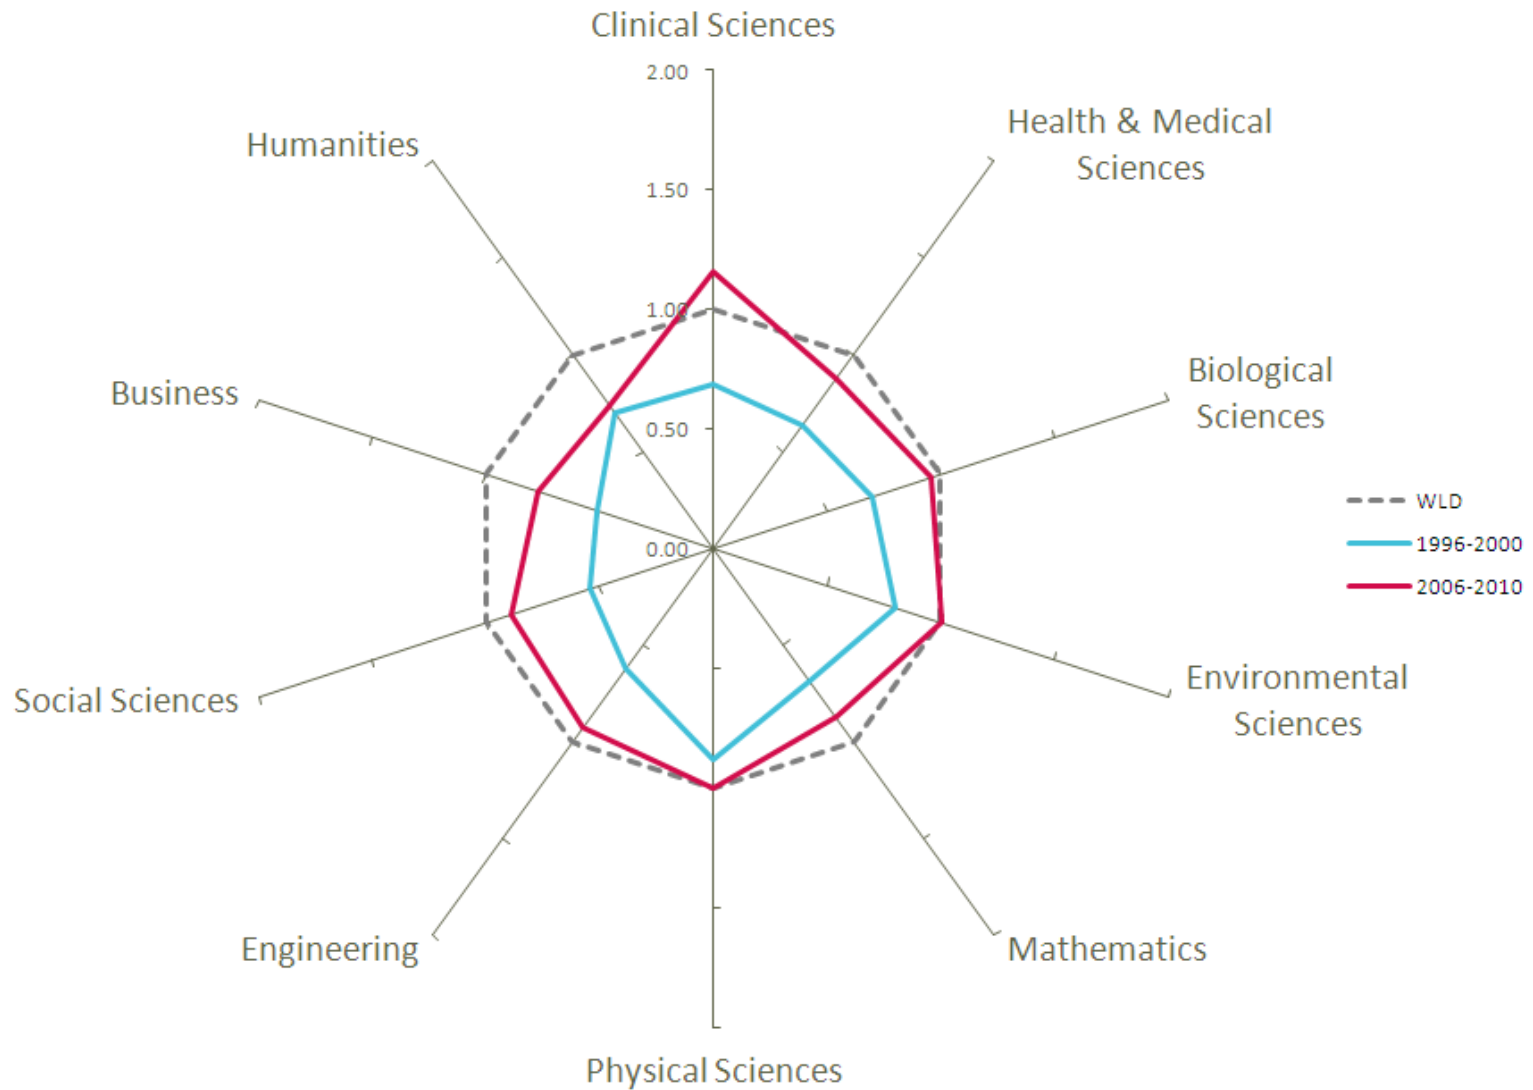 Clinical Sciences
2.00
Health & Medical
Sciences
Humanities
1.50
Biological
Sciences
Business
1.00
0.50
WLD
0.00
1996-2000
2006-2010
Environmental
Sciences
Social Sciences
Engineering
Mathematics
Physical Sciences